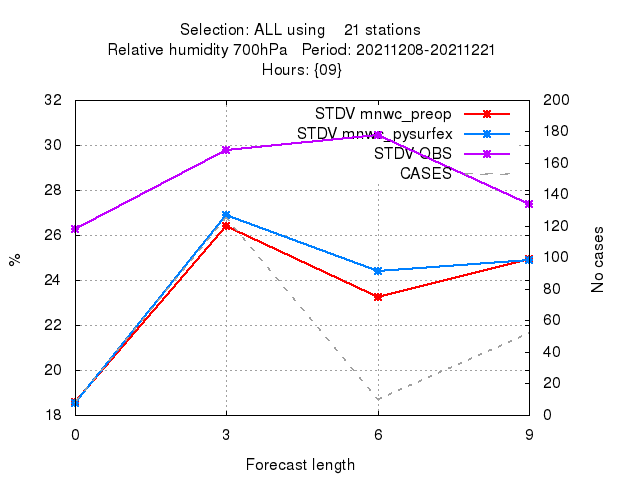 Selection: ALL using 21 stations
Relative humidity 700hPa Period: 20211208-20211221
Hours: {09}
32 200
STDV mnwc_preop
180
30 STDV mnwc_pysurfex
160
STDV OBS
CASES
28 140
26 120
%
No cases
100
24
80
22 60
40
20
20
18 0
0 3 6 9
Forecast length